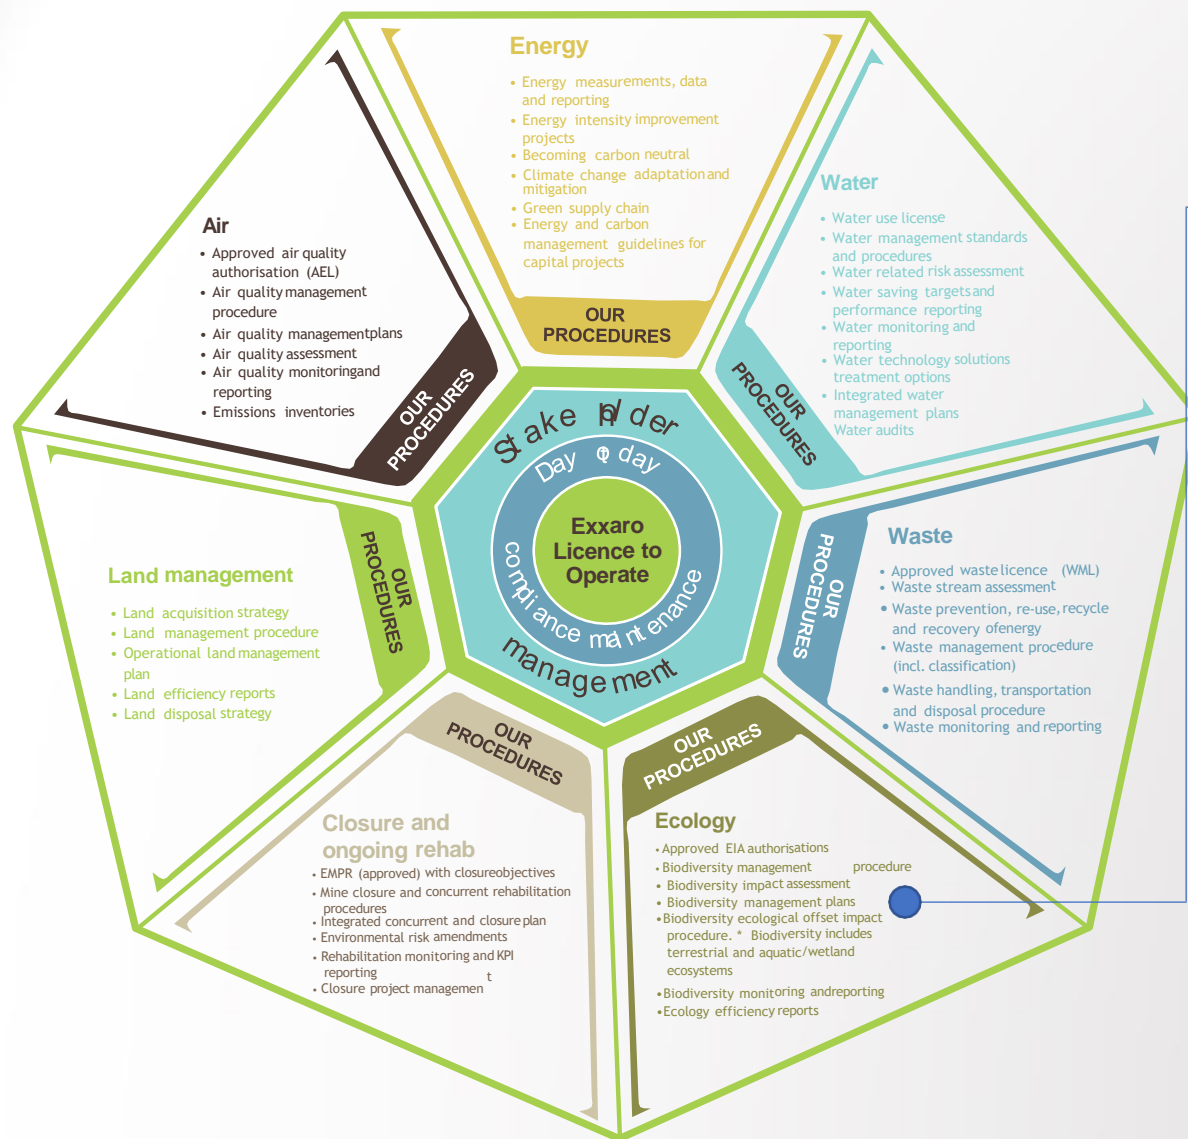 Energy
• Energy measurements, data
and reporting
• Energy intensity improvement
projects
• Becoming carbon neutral
• Climate change adaptation and
mitigation
• Green supply chain
• Energy and carbon
management guidelines for
capital projects
OUR
PROCEDURES
Water
• Water use license
• Water management standards
and procedures
• Water related risk assessment
• Water saving targets and
performance reporting
• Water monitoring and
reporting
• Water technology solutions
treatment options
• Integrated water
management plans
Water audits
OUR
PROCEDURES
Waste
• Approved waste licence (WML)
• Waste stream assessment
• Waste prevention, re-use, recycle
and recovery of energy
• Waste management procedure
(incl. classification)
• Waste handling, transportation
and disposal procedure
• Waste monitoring and reporting
OUR
PROCEDURES
Ecology
• Approved EIA authorisations
• Biodiversity management procedure
• Biodiversity impact assessment
• Biodiversity management plans
• Biodiversity ecological offset impact
procedure. * Biodiversity includes
terrestrial and aquatic/wetland
ecosystems
• Biodiversity monitoring and reporting
• Ecology efficiency reports
OUR
PROCEDURES
Closure and
ongoing rehab
• EMPR (approved) with closure objectives
• Mine closure and concurrent rehabilitation
procedures
• Integrated concurrent and closure plan
• Environmental risk amendments
• Rehabilitation monitoring and KPI
reporting
• Closure project management
OUR
PROCEDURES
Land management
• Land acquisition strategy
• Land management procedure
• Operational land management
plan
• Land efficiency reports
• Land disposal strategy
OUR
PROCEDURES
Air
• Approved air quality
authorisation (AEL)
• Air quality management
procedure
• Air quality management plans
• Air quality assessment
• Air quality monitoring and
reporting
• Emissions inventories
OUR
PROCEDURES
Stakeholder
management
Day to day
compliance maintenance
Exxaro
Licence to
Operate